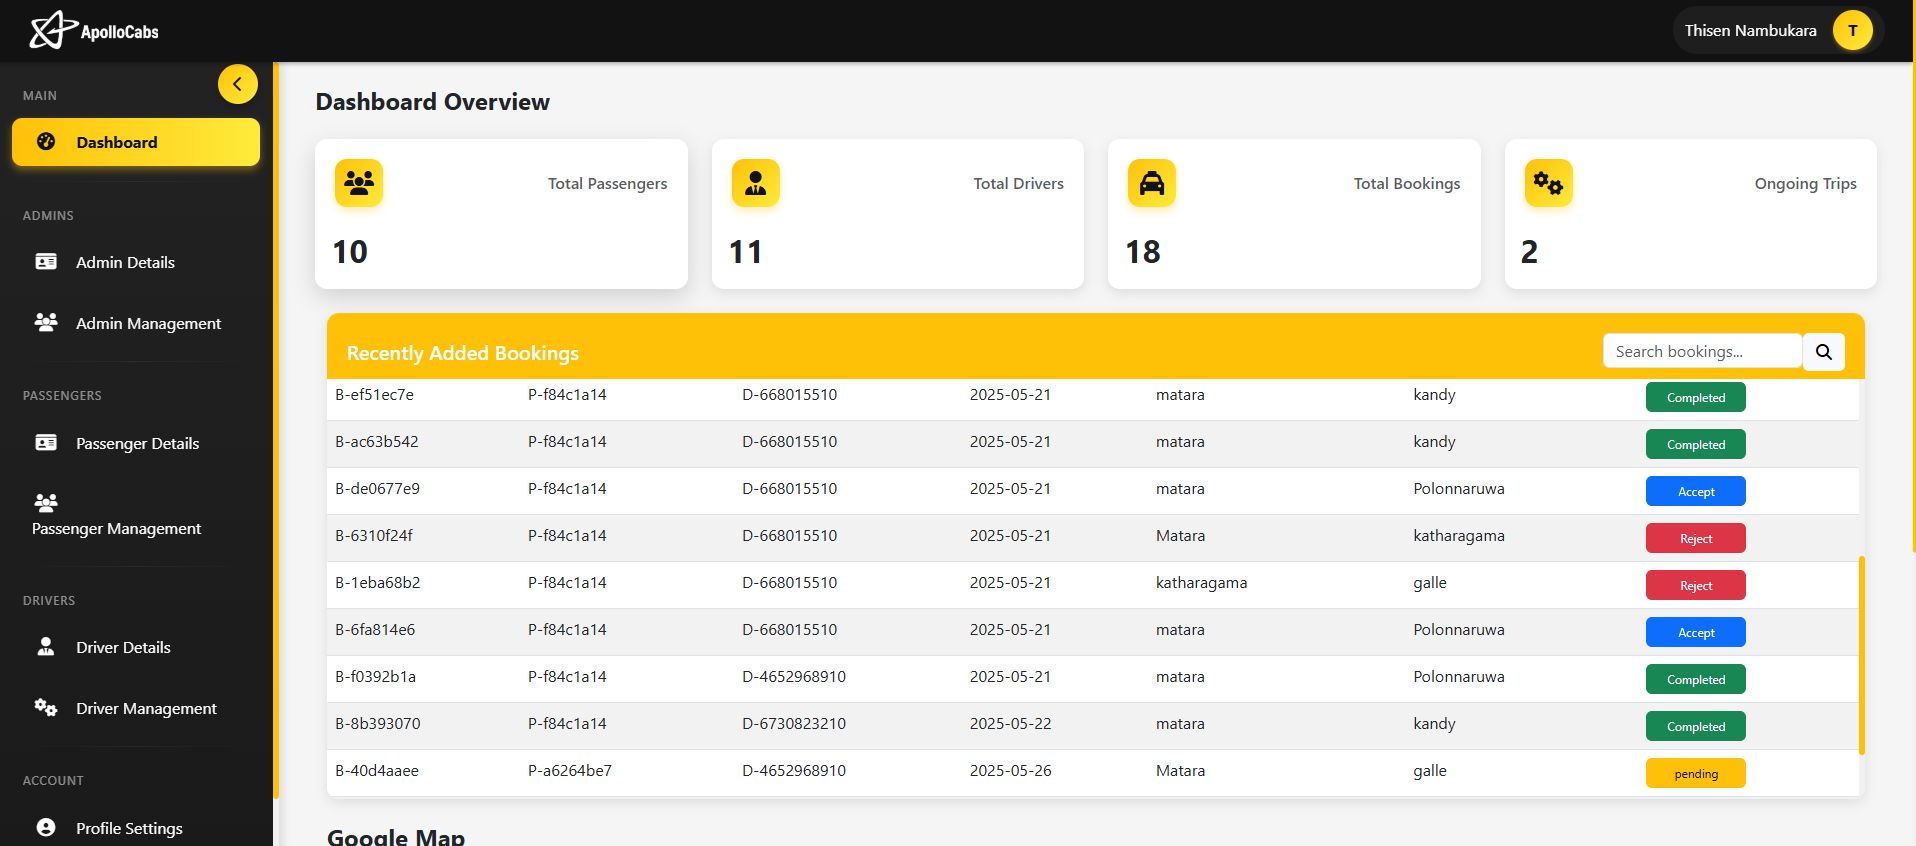 ApolloCabs
Thisen Nambukara
T
MAIN
Dashboard
ADMINS
Admin Details
Admin Management
PASSENGERS
Passenger Details
Passenger Management
DRIVERS
Driver Details
Driver Management
ACCOUNT
Profile Settings
Dashboard Overview
Total Passengers
10
Total Drivers
11
Total Bookings
18
Ongoing Trips
2
Recently Added Bookings
Search bookings...
B-ef51ec7e P-f84c1a14 D-668015510 2025-05-21 matara kandy Completed
B-ac63b542 P-f84c1a14 D-668015510 2025-05-21 matara kandy Completed
B-de0677e9 P-f84c1a14 D-668015510 2025-05-21 matara Polonnaruwa Accept
B-6310f24f P-f84c1a14 D-668015510 2025-05-21 Matara katharagama Reject
B-1eba68b2 P-f84c1a14 D-668015510 2025-05-21 katharagama galle Reject
B-6fa814e6 P-f84c1a14 D-668015510 2025-05-21 matara Polonnaruwa Accept
B-f0392b1a P-f84c1a14 D-4652968910 2025-05-21 matara Polonnaruwa Completed
B-8b393070 P-f84c1a14 D-6730823210 2025-05-22 matara kandy Completed
B-40d4aaee P-a6264be7 D-4652968910 2025-05-26 Matara galle pending
Google Map